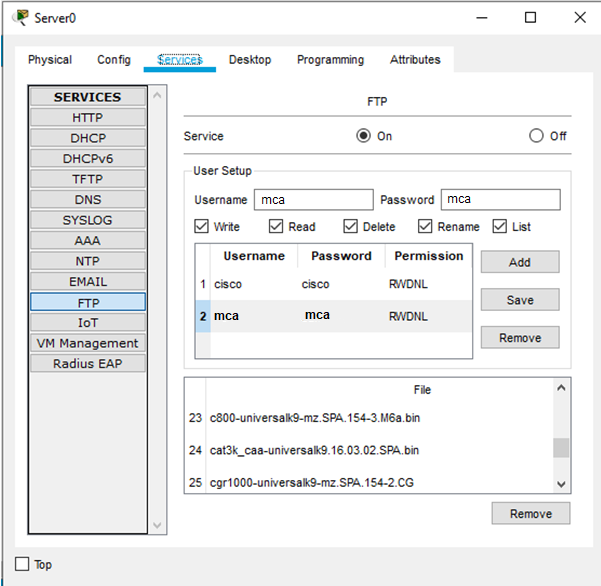 Server0
Physical Config Services Desktop Programming Attributes
SERVICES
HTTP
DHCP
DHCPv6
TFTP
DNS
SYSLOG
AAA
NTP
EMAIL
FTP
IoT
VM Management
Radius EAP
FTP
Service On Off
User Setup
Username mca Password mca
Write Read Delete Rename List
Username Password Permission
1 cisco cisco RWDNL
2 mca mca RWDNL
Add
Save
Remove
File
23 c800-universalk9-mz.SPA.154-3.M6a.bin
24 cat3k_caa-universalk9.16.03.02.SPA.bin
25 cgr1000-universalk9-mz.SPA.154-2.CG
Remove
Top